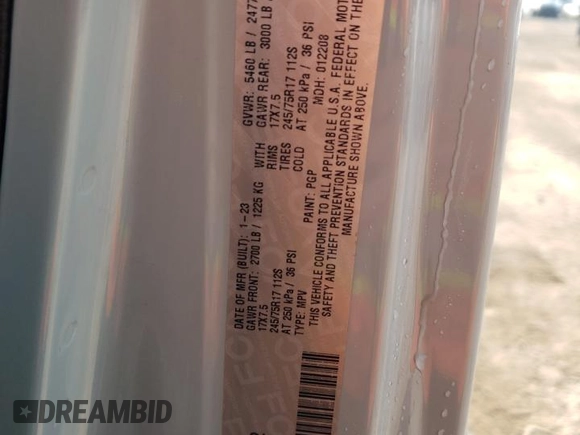 DATE OF MFR (BUILT): 1-23
GVWR: 5460 LB /
GAWR FRONT: 2700 LB / 1225 KG WITH GAWR REAR: 3000 LB
17X7.5 RIMS 17X7.5
245/75R17 112S TIRES 245/75R17 112S
AT 250 kPa / 36 PSI COLD AT 250 kPa / 36 PSI
TYPE: MPV PAINT: PGP MDH: 012208
THIS VEHICLE CONFORMS TO ALL APPLICABLE U.S.A. FEDERAL
SAFETY AND THEFT PREVENTION STANDARDS IN EFFECT ON THE
MANUFACTURE SHOWN ABOVE.
DREAMBID